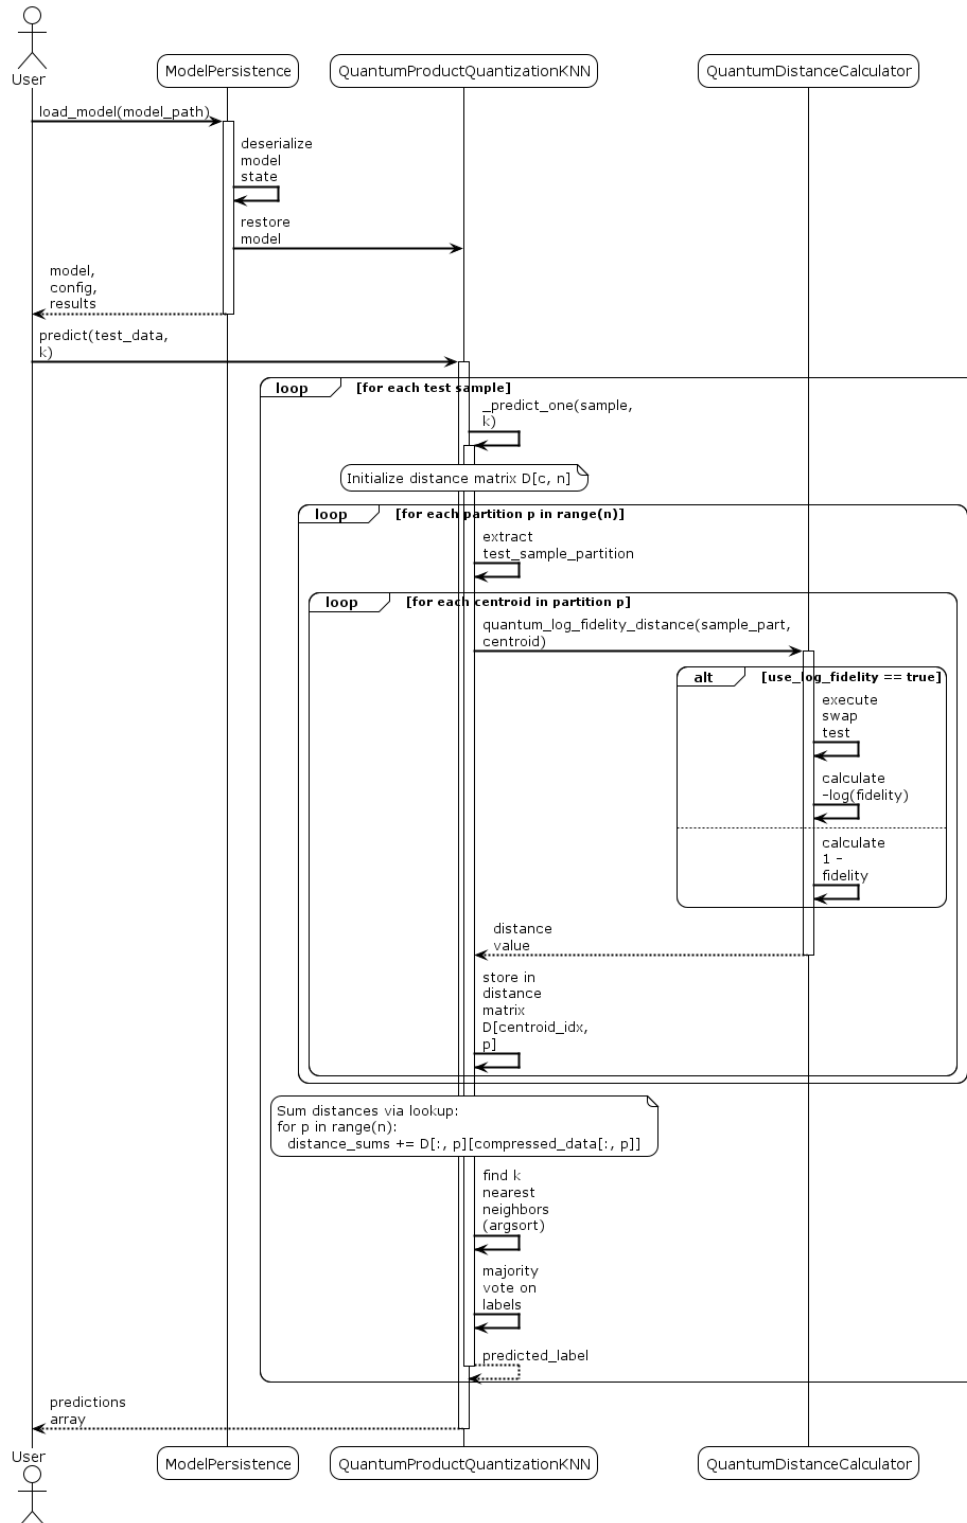 User
ModelPersistence
QuantumProductQuantizationKNN
QuantumDistanceCalculator
load_model(model_path)
deserialize
model
state
restore
model
model,
config,
results
predict(test_data,
k)
loop
[for each test sample]
_predict_one(sample,
k)
Initialize distance matrix D[c, n]
loop
[for each partition p in range(n)]
extract
test_sample_partition
loop
[for each centroid in partition p]
quantum_log_fidelity_distance(sample_part,
centroid)
alt
[use_log_fidelity == true]
execute
swap
test
calculate
-log(fidelity)
calculate
1 -
fidelity
distance
value
store in
distance
matrix
D[centroid_idx,
p]
Sum distances via lookup:
for p in range(n):
distance_sums += D[:, p][compressed_data[:, p]]
find k
nearest
neighbors
(argsort)
majority
vote on
labels
predicted_label
predictions
array
User
ModelPersistence
QuantumProductQuantizationKNN
QuantumDistanceCalculator